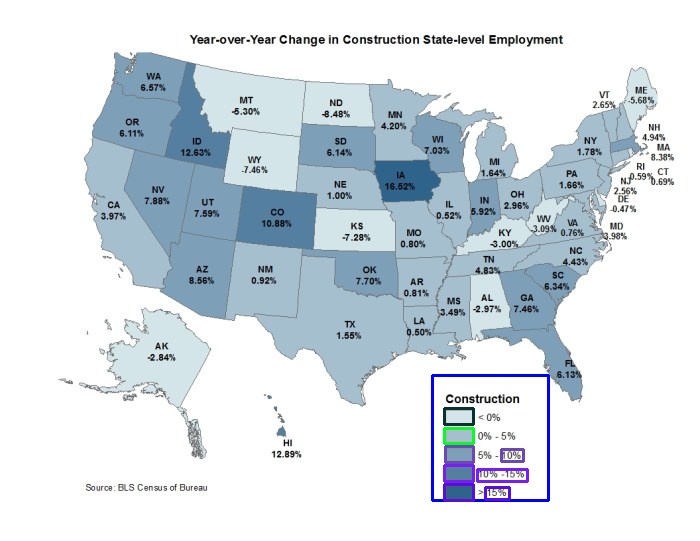 Year-over-Year Change in Construction State-level Employment
WA
6.57%
MT
-5.30%
ND
-8.48%
MN
4.20%
VT
2.65%
ME
-5.68%
OR
6.11%
ID
12.63%
SD
6.14%
WI
7.03%
MI
1.64%
NY
1.78%
NH
4.94%
MA
8.38%
WY
-7.46%
IA
16.52%
PA
1.66%
RI
0.59%
CT
0.69%
NJ
2.56%
DE
-0.47%
NV
7.88%
UT
7.59%
CO
10.88%
NE
1.00%
IL
0.52%
IN
5.92%
OH
2.96%
WV
-3.09%
VA
0.76%
MD
3.98%
CA
3.97%
KS
-7.28%
MO
0.80%
KY
-3.00%
NC
4.43%
TN
4.83%
AZ
8.56%
NM
0.92%
OK
7.70%
AR
0.81%
SC
6.34%
MS
3.49%
AL
-2.97%
GA
7.46%
TX
1.55%
LA
0.50%
AK
-2.84%
FL
6.13%
HI
12.89%
Construction
< 0%
0% - 5%
5% - 10%
10% -15%
> 15%
Source: BLS Census of Bureau